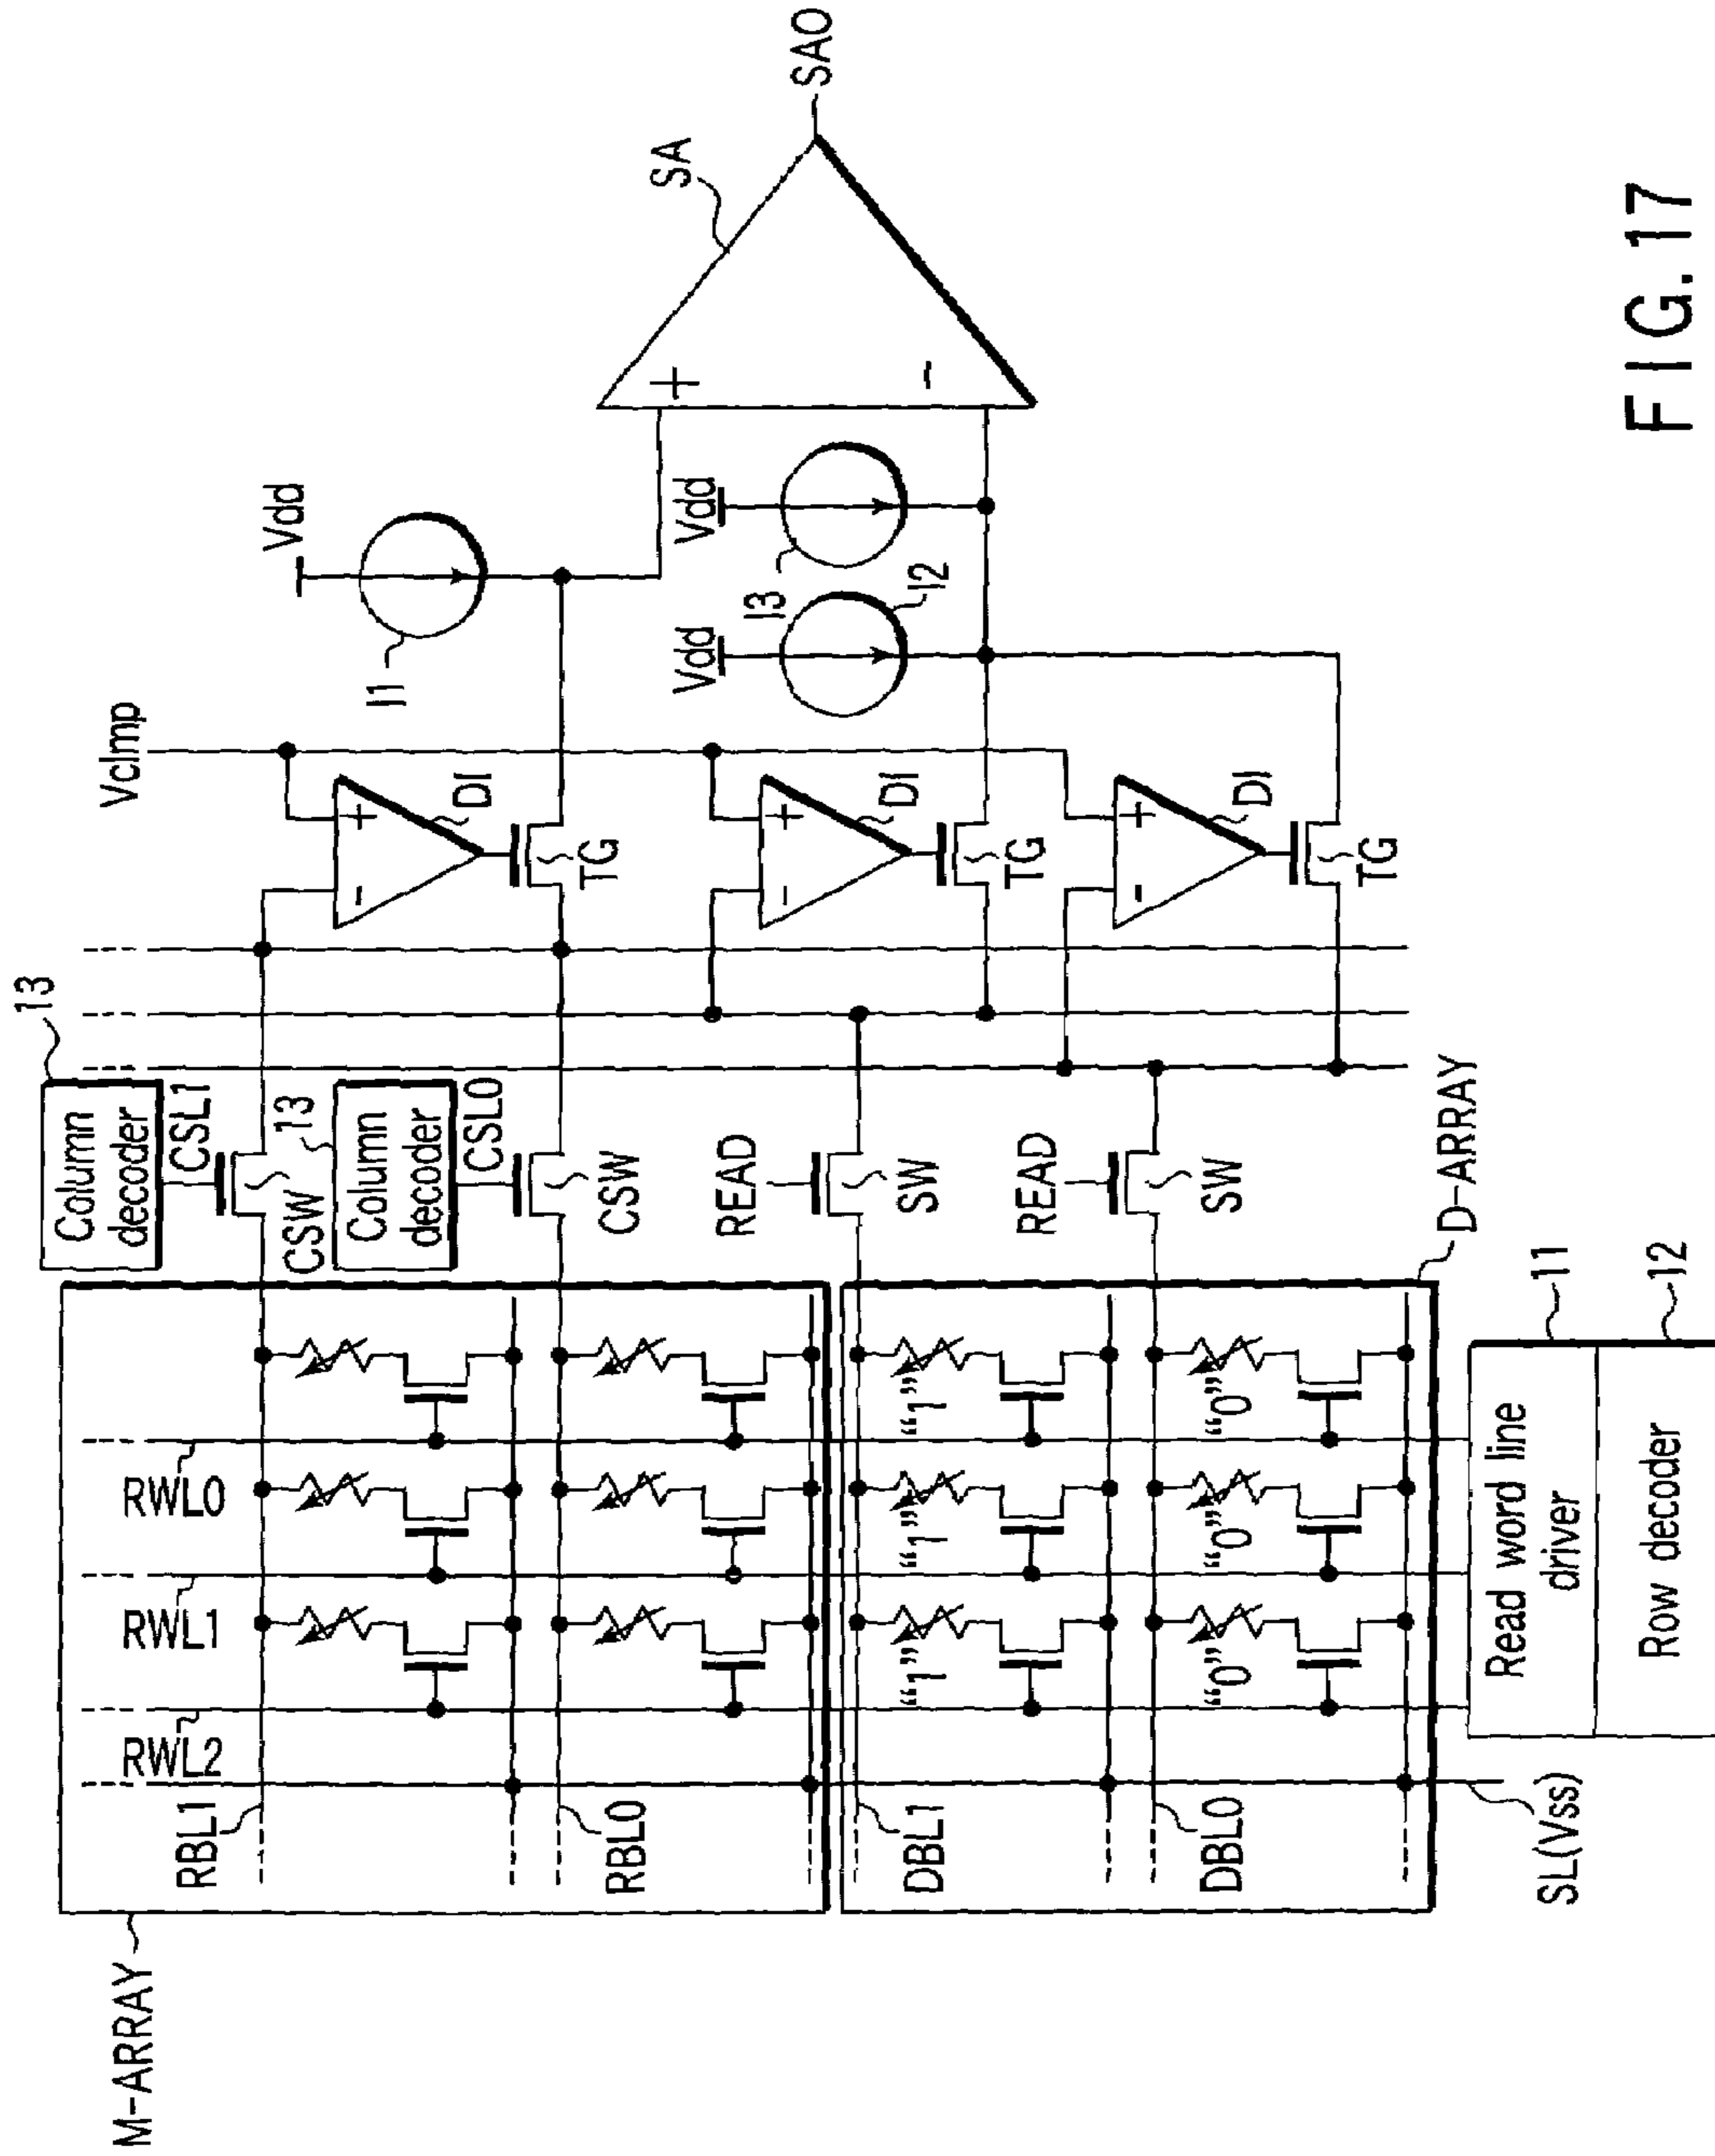 M-ARRAY
RBL1
RBL0
DBL1
DBL0
SL(Vss)
RWL2
RWL1
RWL0
"1"
"1"
"1"
"0"
"0"
"0"
Read word line
driver
Row decoder
11
12
D-ARRAY
13
Column
decoder
CSL1
CSW
13
Column
decoder
CSL0
CSW
READ
SW
READ
SW
Vclmp
-
+
DI
TG
-
+
DI
TG
-
+
DI
TG
Vdd
I1
Vdd
I2
Vdd
I3
+
-
SA
SAO
FIG. 17